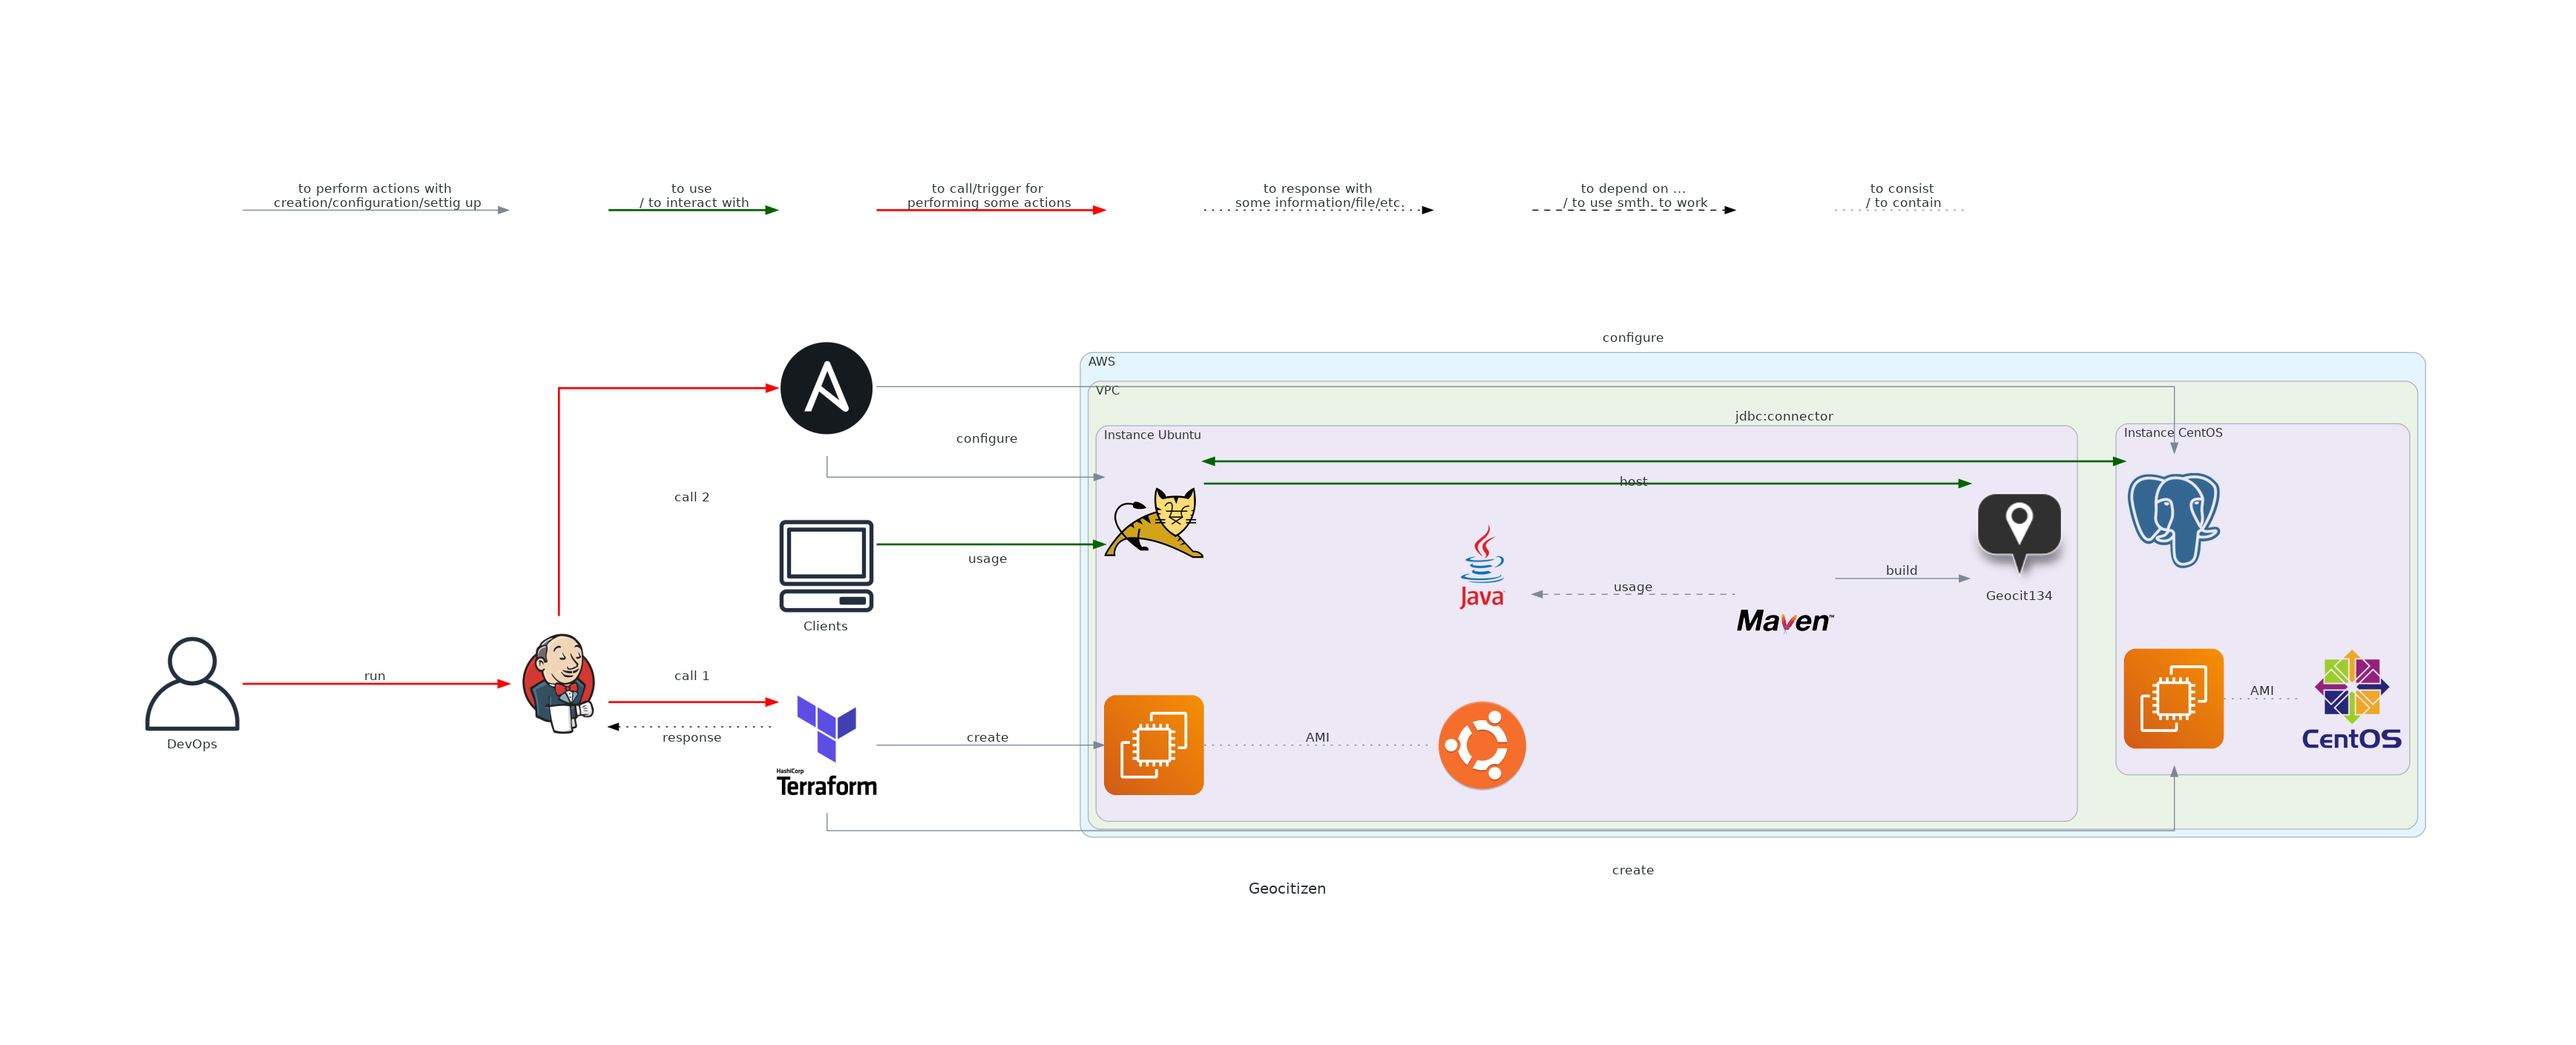 to perform actions with
creation/configuration/settig up
to use
/ to interact with
to call/trigger for
performing some actions
to response with
some information/file/etc.
to depend on ...
/ to use smth. to work
to consist
/ to contain
configure
AWS
VPC
jdbc:connector
Instance Ubuntu
Instance CentOS
configure
host
call 2
usage
Java
usage
build
Geocit134
Maven™
Clients
run
call 1
response
DevOps
HashiCorp
Terraform
create
AMI
AMI
CentOS
create
Geocitizen